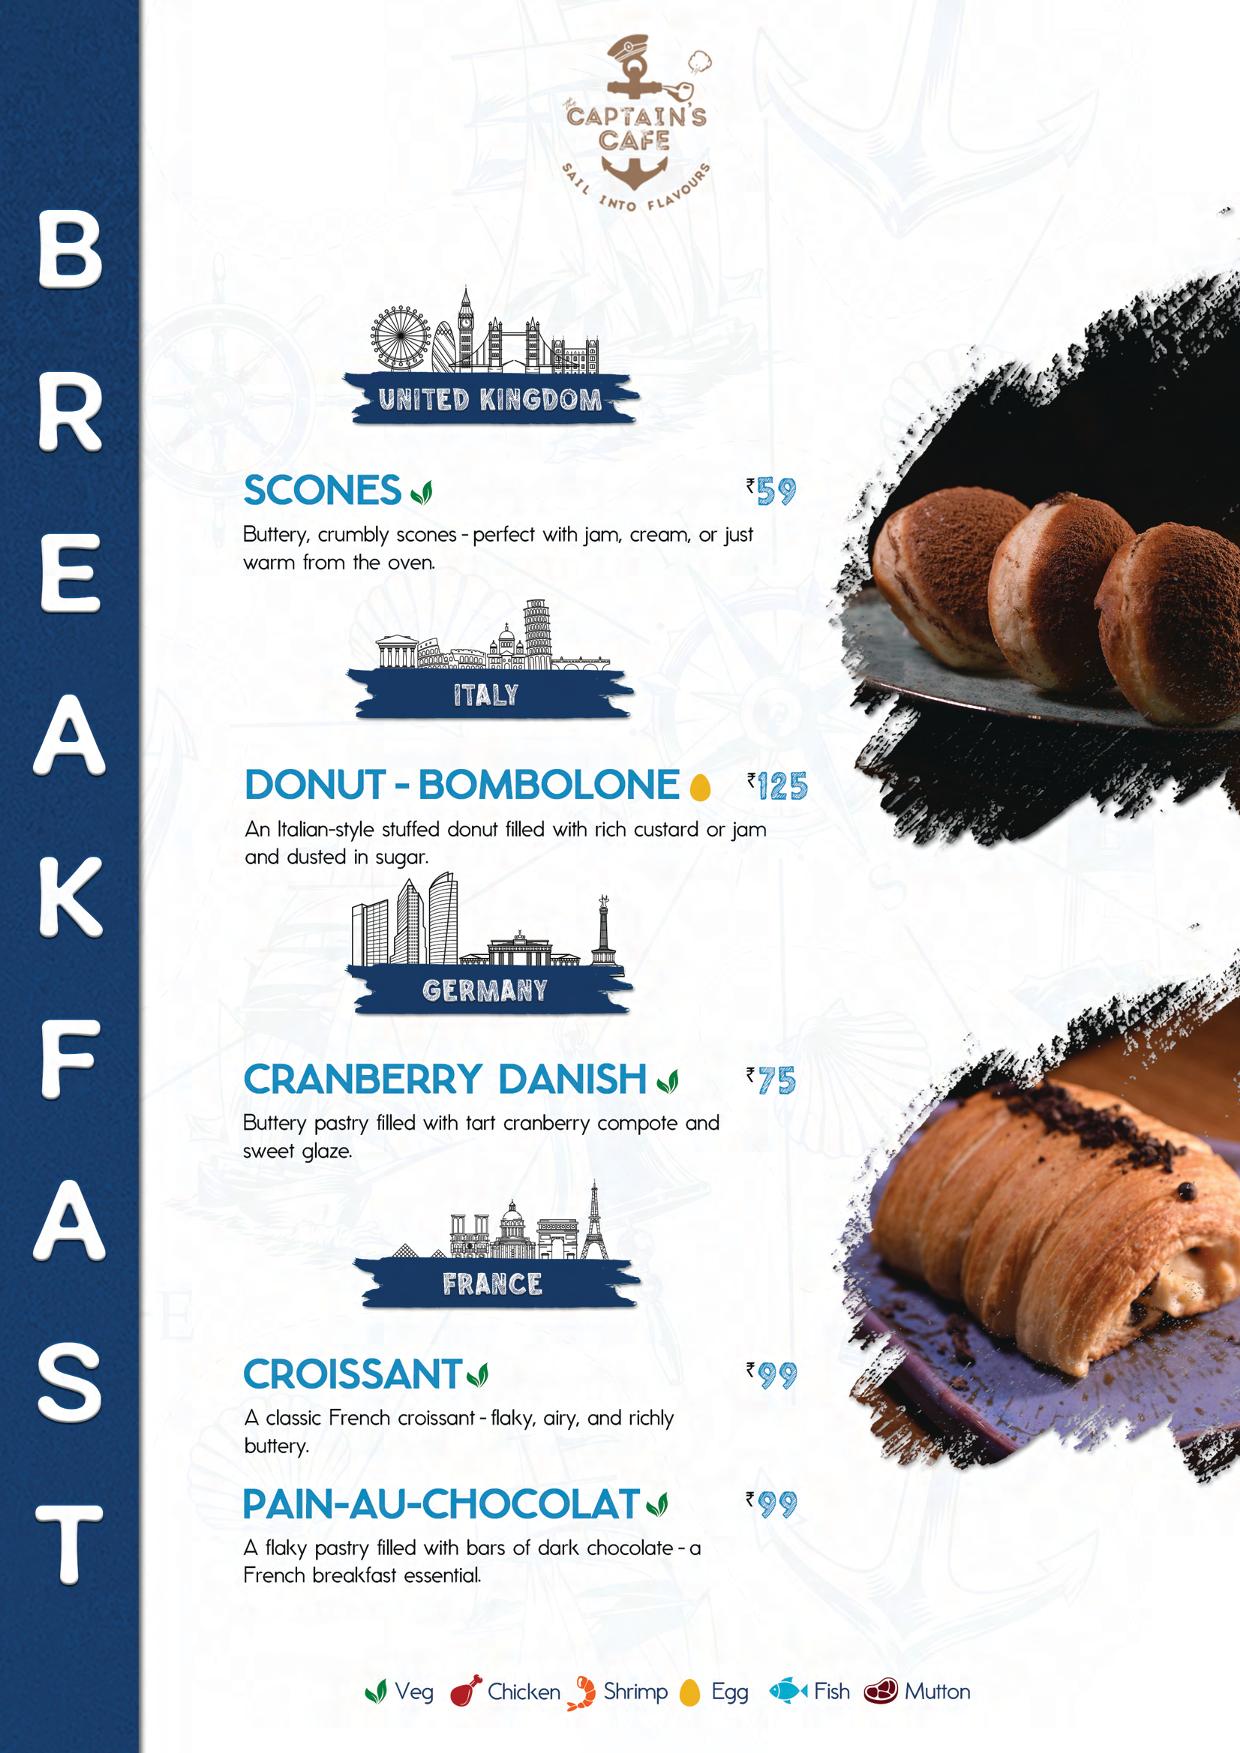 the
CAPTAIN'S
CAFE
SAIL INTO FLAVOURS
BREAKFAST
UNITED KINGDOM
SCONES ₹59
Buttery, crumbly scones - perfect with jam, cream, or just
warm from the oven.
ITALY
DONUT - BOMBOLONE ₹125
An Italian-style stuffed donut filled with rich custard or jam
and dusted in sugar.
GERMANY
CRANBERRY DANISH ₹75
Buttery pastry filled with tart cranberry compote and
sweet glaze.
FRANCE
CROISSANT ₹99
A classic French croissant - flaky, airy, and richly
buttery.
PAIN-AU-CHOCOLAT ₹99
A flaky pastry filled with bars of dark chocolate - a
French breakfast essential.
Veg Chicken Shrimp Egg Fish Mutton